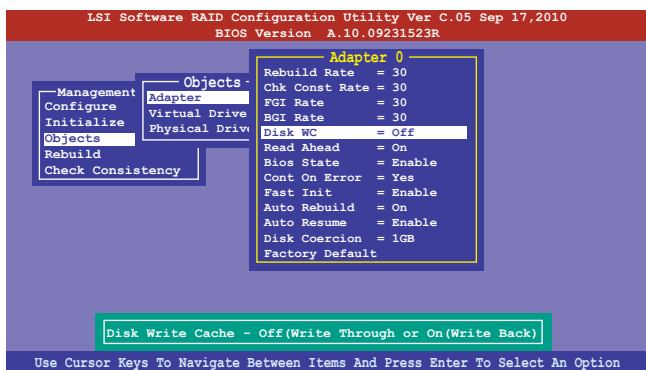 LSI Software RAID Configuration Utility Ver C.05 Sep 17,2010
BIOS Version A.10.09231523R
Management
Configure
Initialize
Objects
Rebuild
Check Consistency
Objects
Adapter
Virtual Drive
Physical Driv
Adapter 0
Rebuild Rate = 30
Chk Const Rate = 30
FGI Rate = 30
BGI Rate = 30
Disk WC = Off
Read Ahead = On
Bios State = Enable
Cont On Error = Yes
Fast Init = Enable
Auto Rebuild = On
Auto Resume = Enable
Disk Coercion = 1GB
Factory Default
Disk Write Cache - Off(Write Through or On(Write Back)
Use Cursor Keys To Navigate Between Items And Press Enter To Select An Option